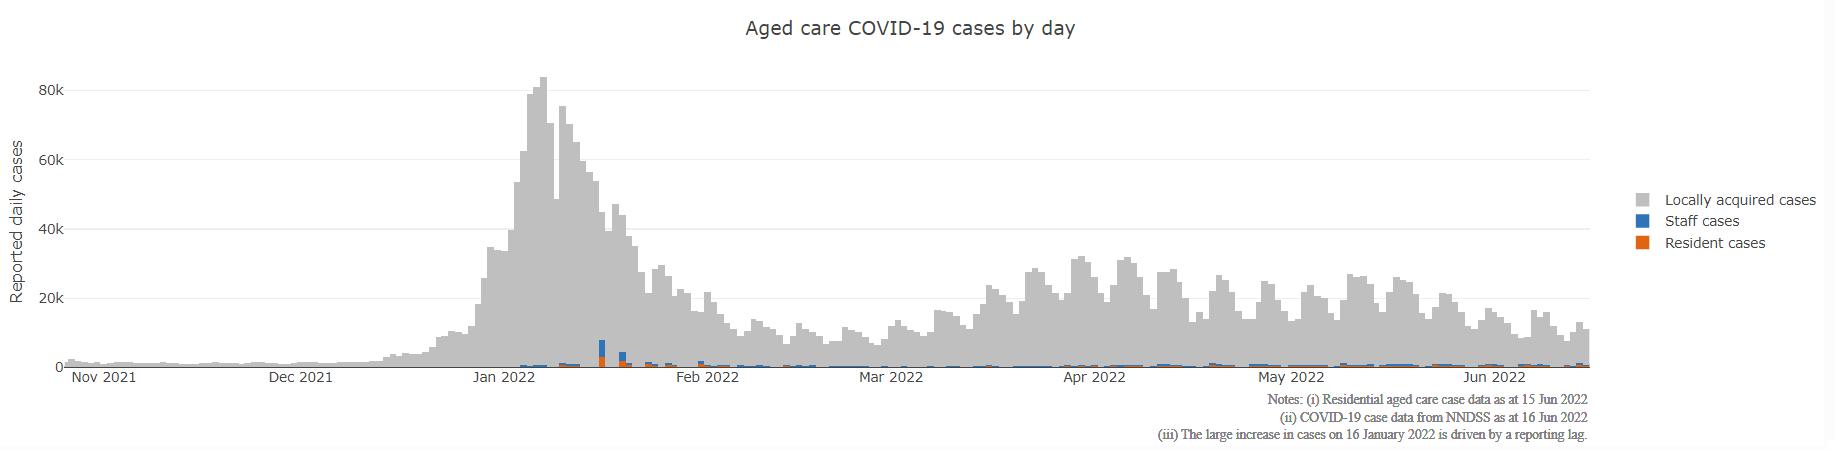 Aged care COVID-19 cases by day
Reported daily cases
80k
60k
40k
20k
0
Nov 2021 Dec 2021 Jan 2022 Feb 2022 Mar 2022 Apr 2022 May 2022 Jun 2022
Locally acquired cases
Staff cases
Resident cases
Notes: (i) Residential aged care case data as at 15 Jun 2022
(ii) COVID-19 case data from NNDSS as at 16 Jun 2022
(iii) The large increase in cases on 16 January 2022 is driven by a reporting lag.